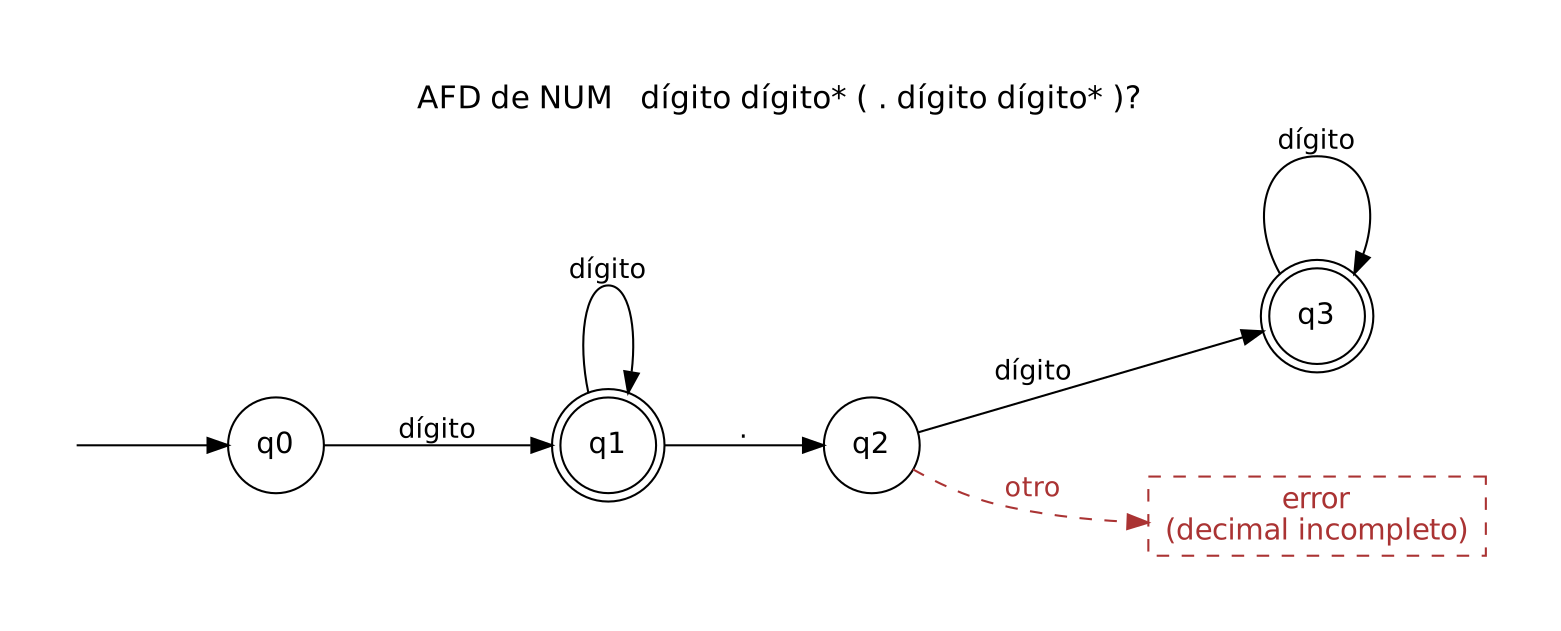 AFD de NUM   dígito dígito* ( . dígito dígito* )?
dígito
dígito
dígito
q3
q0
dígito
q1
.
q2
otro
error
(decimal incompleto)